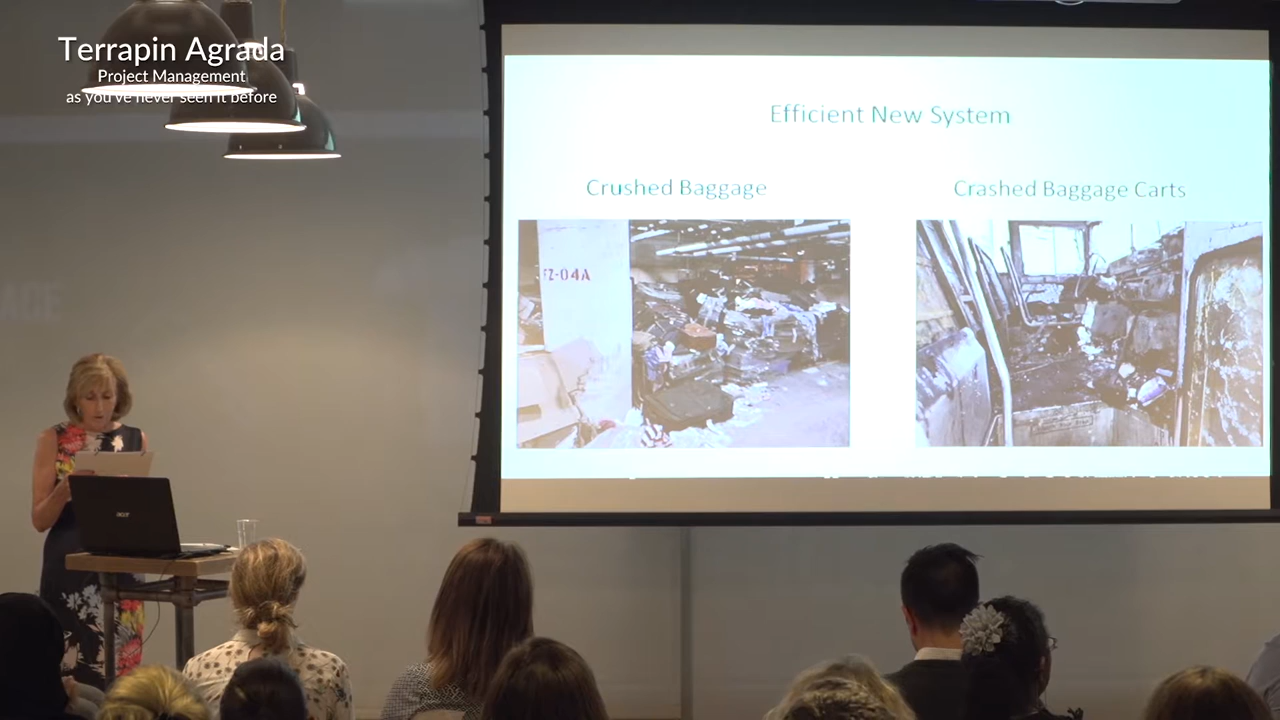 Terrapin Agrada
Project Management
as you've never seen it before
Efficient New System
Crushed Baggage
Crashed Baggage Carts
FZ-04A
acer